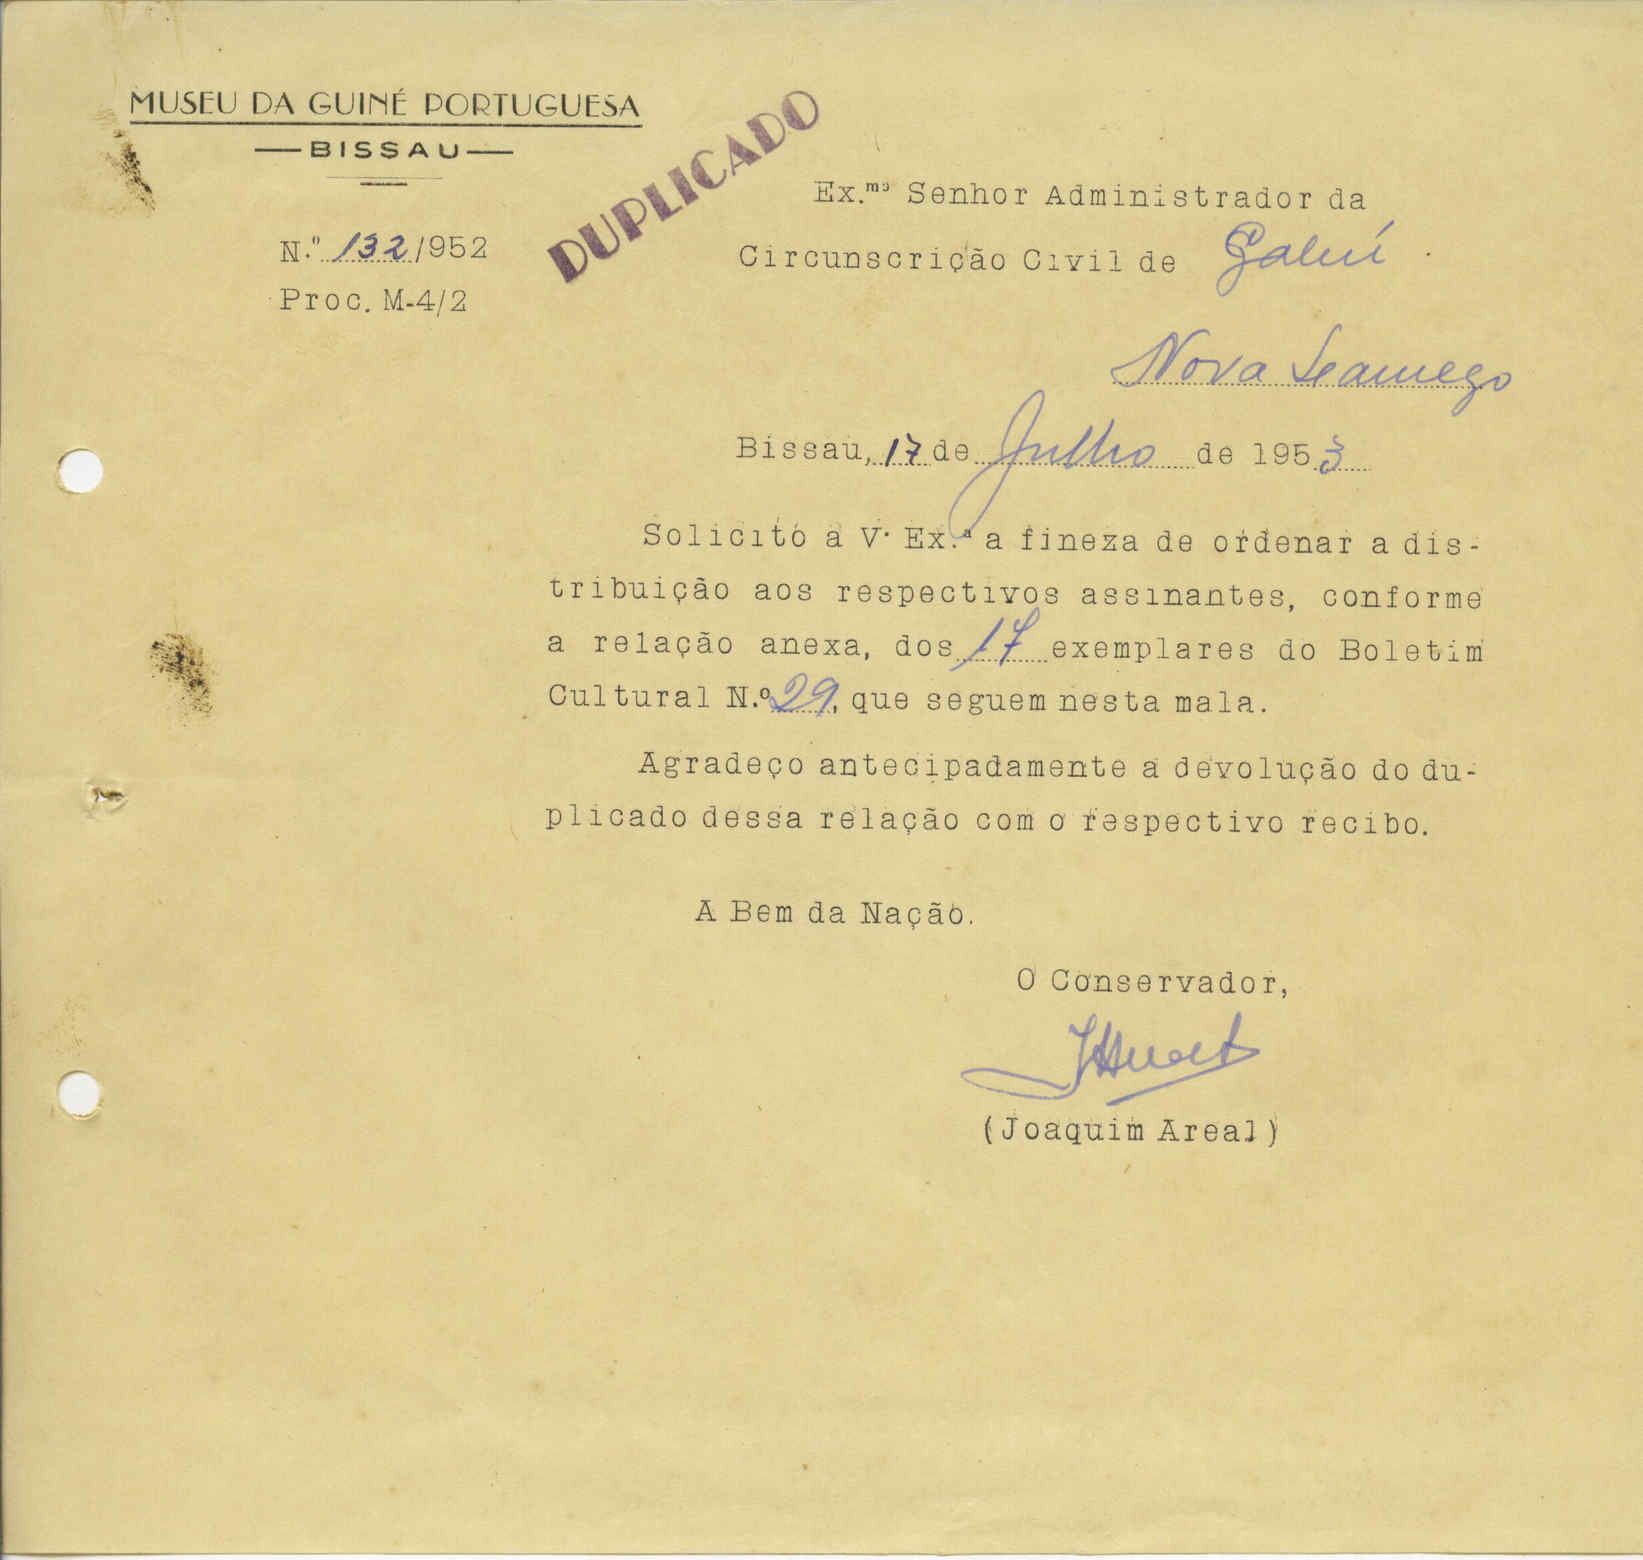 MUSEU DA GUINÉ PORTUGUESA
—BISSAU—
DUPLICADO
N.º 132/952
Proc. M-4/2
Ex.mo Senhor Administrador da
Circunscrição Civil de Gabú
Nova Lamego
Bissau, 17 de Julho de 1953
Solicito a V. Ex.ª a fineza de ordenar a dis-
tribuição aos respectivos assinantes, conforme
a relação anexa, dos 17 exemplares do Boletim
Cultural N.º 29, que seguem nesta mala.
Agradeço antecipadamente a devolução do du-
plicado dessa relação com o respectivo recibo.
A Bem da Nação.
O Conservador,
(Joaquim Areal)